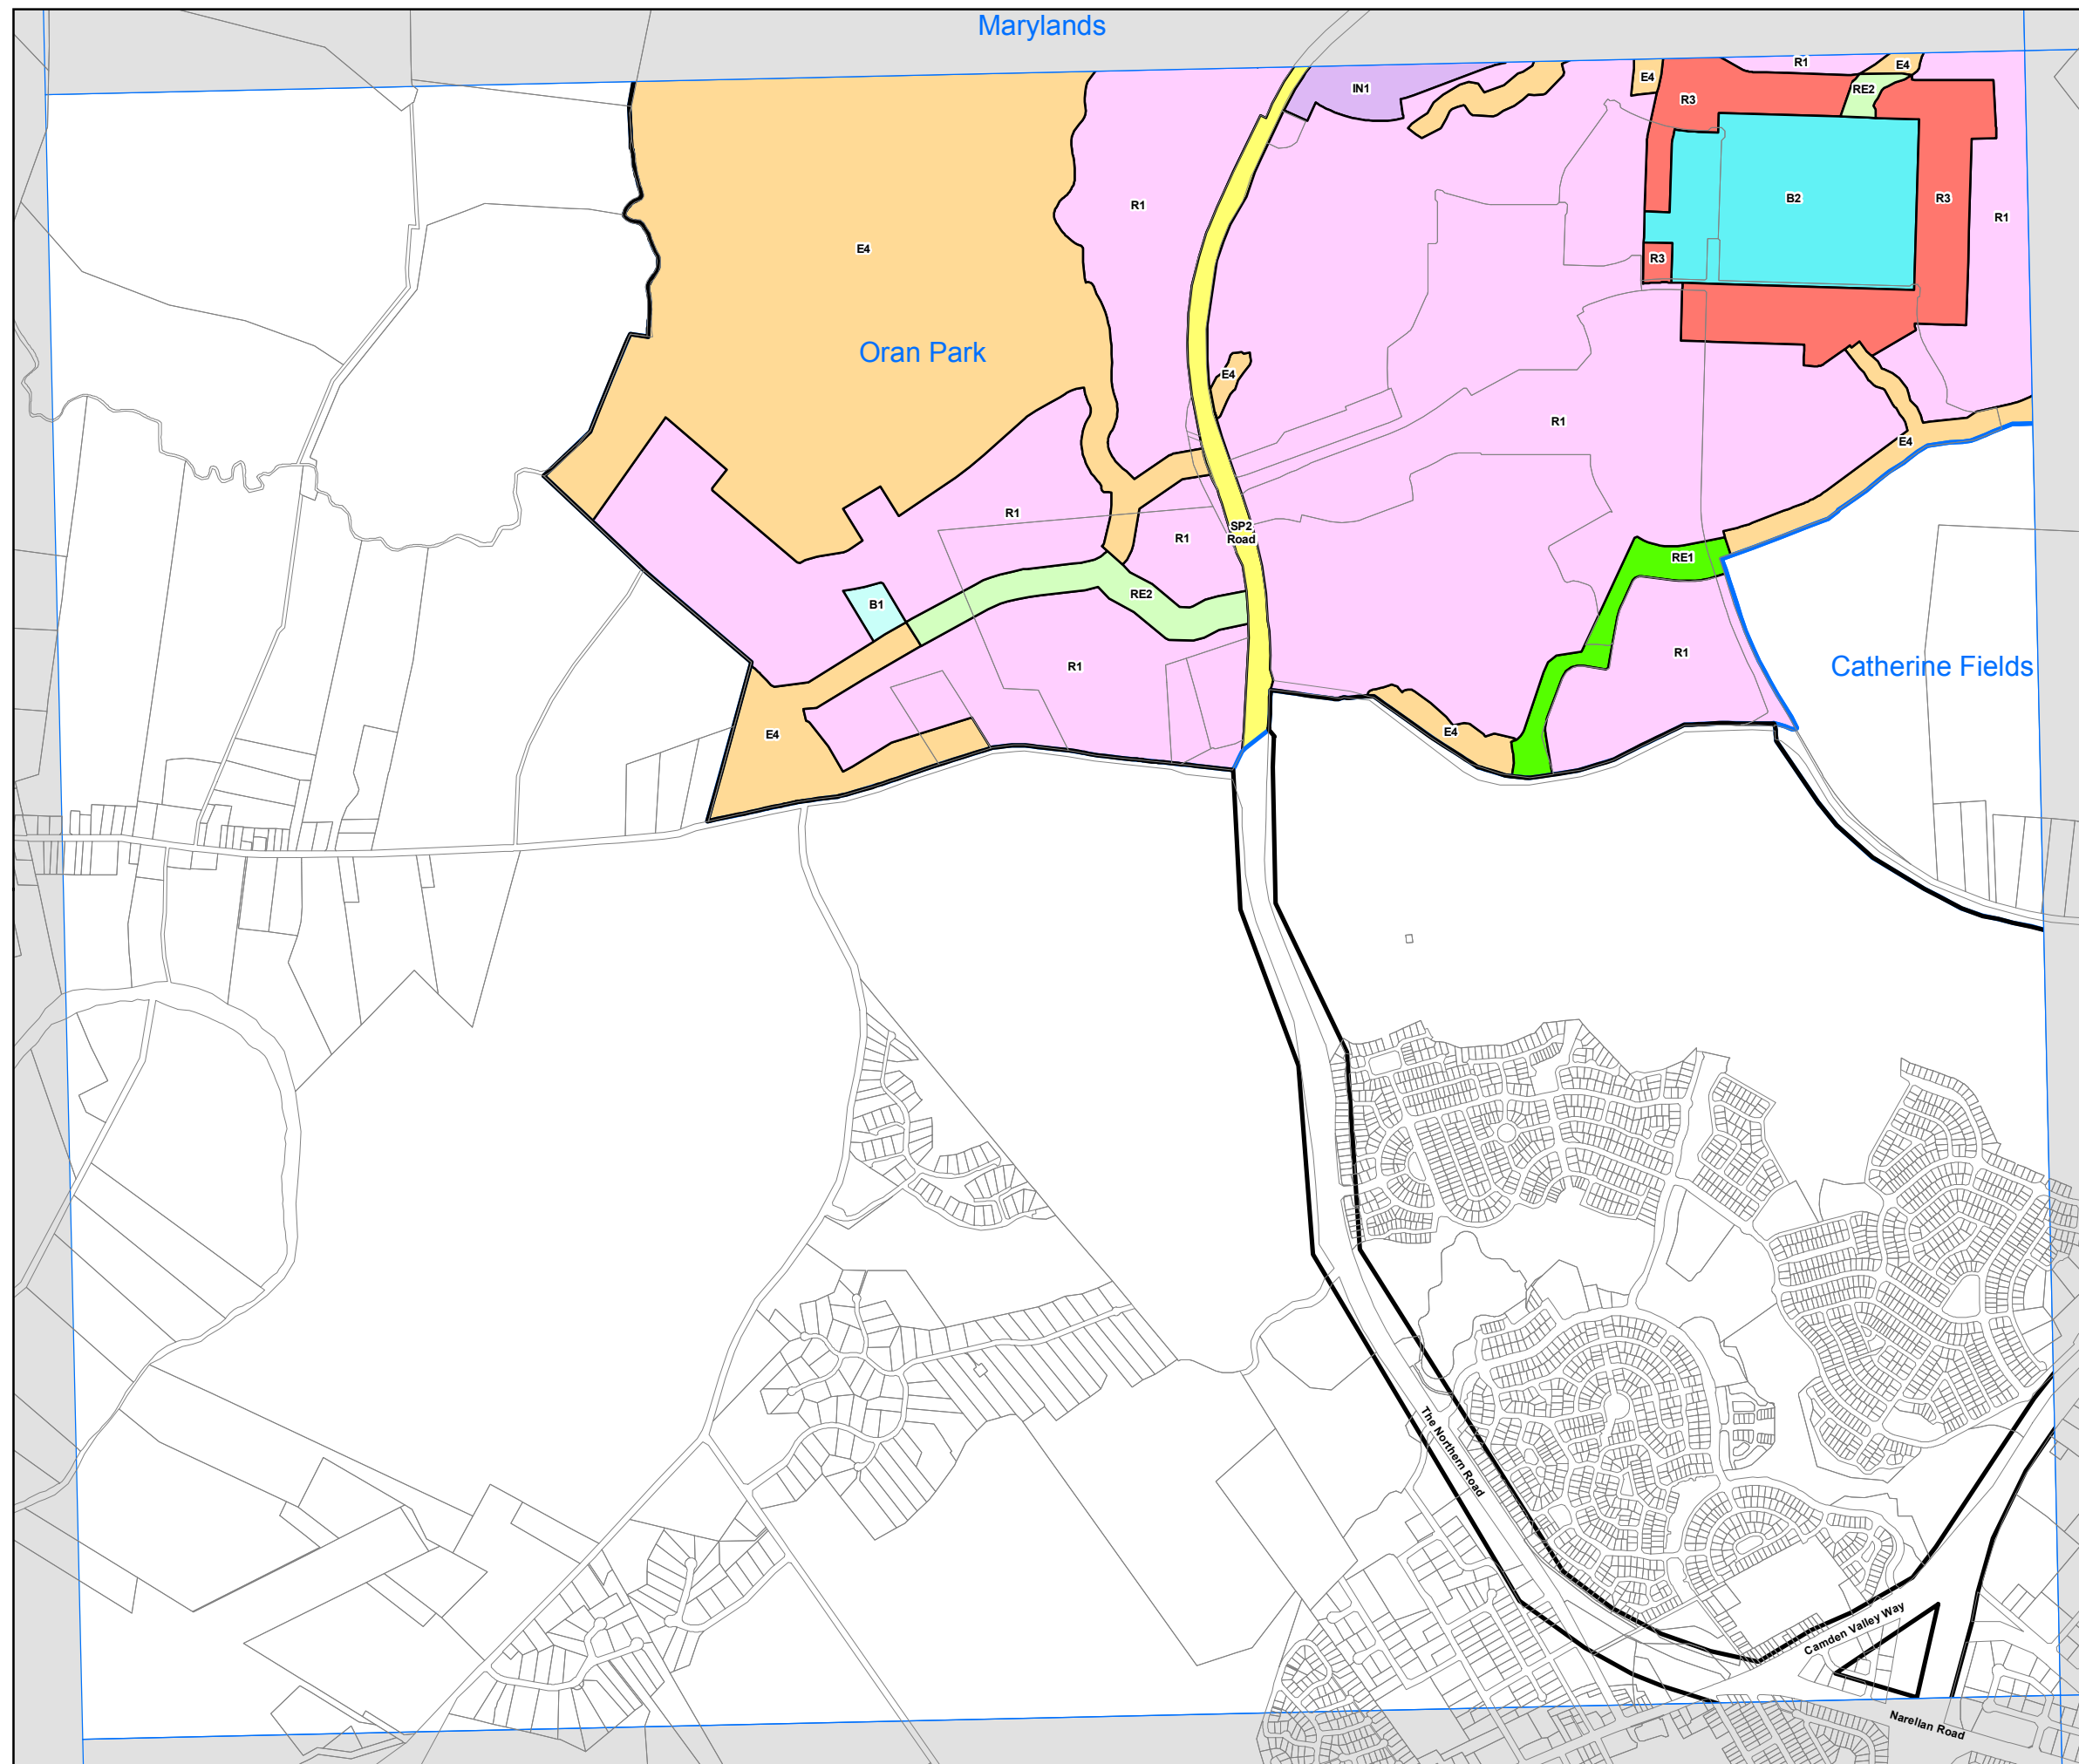 Marylands
R1
E4
IN1
E4
RE2
R3
B2
R3
R1
R1
E4
R3
Oran Park
E4
R1
E4
R1
SP2
Road
R1
RE1
RE2
B1
R1
R1
Catherine Fields
E4
E4
The Northern Road
Camden Valley Way
Narellan Road